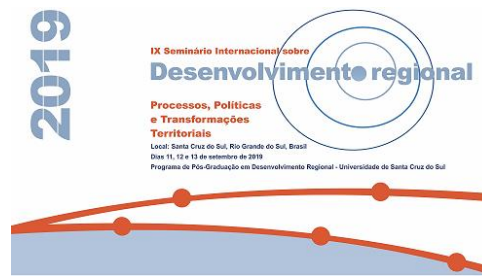 2019
IX Seminário Internacional sobre
Desenvolvimento regional
Processos, Políticas
e Transformações
Territoriais
Local: Santa Cruz do Sul, Rio Grande do Sul, Brasil
Dias 11, 12 e 13 de setembro de 2019
Programa de Pós-Graduação em Desenvolvimento Regional - Universidade de Santa Cruz do Sul